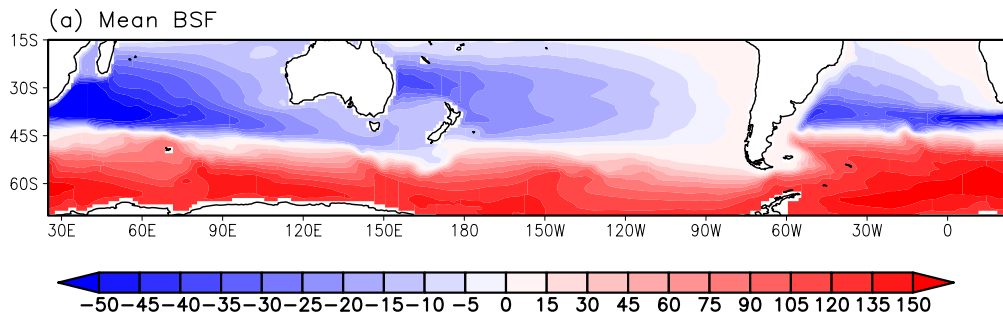 (a) Mean BSF
15S
30S
45S
60S
30E 60E 90E 120E 150E 180 150W 120W 90W 60W 30W 0
−50 −45 −40 −35 −30 −25 −20 −15 −10 −5 0 15 30 45 60 75 90 105 120 135 150